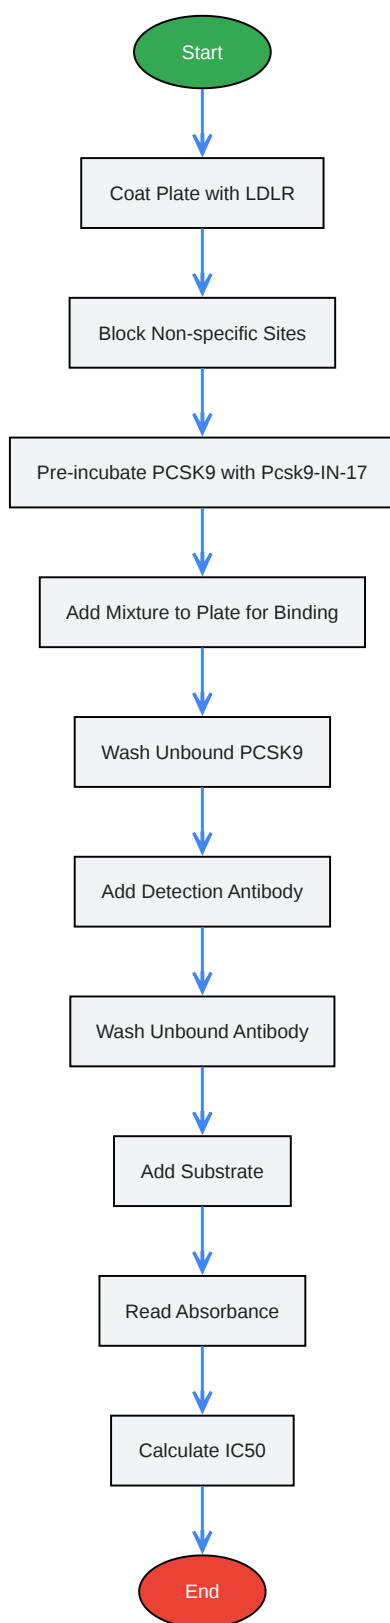 Start
Coat Plate with LDLR
Block Non-specific Sites
Pre-incubate PCSK9 with Pcsk9-IN-17
Add Mixture to Plate for Binding
Wash Unbound PCSK9
Add Detection Antibody
Wash Unbound Antibody
Add Substrate
Read Absorbance
Calculate IC50
End